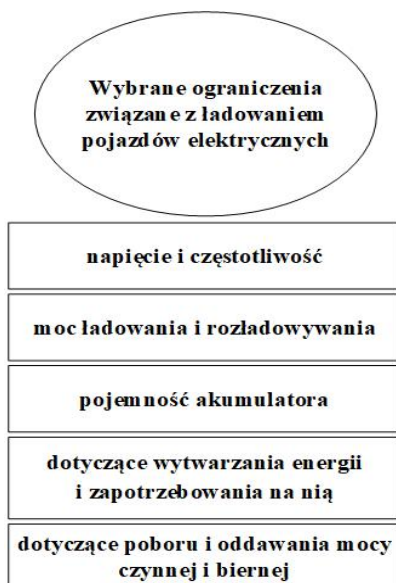 Wybrane ograniczenia
związane z ładowaniem
pojazdów elektrycznych
napięcie i częstotliwość
moc ładowania i rozładowywania
pojemność akumulatora
dotyczące wytwarzania energii
i zapotrzebowania na nią
dotyczące poboru i oddawania mocy
czynnej i biernej